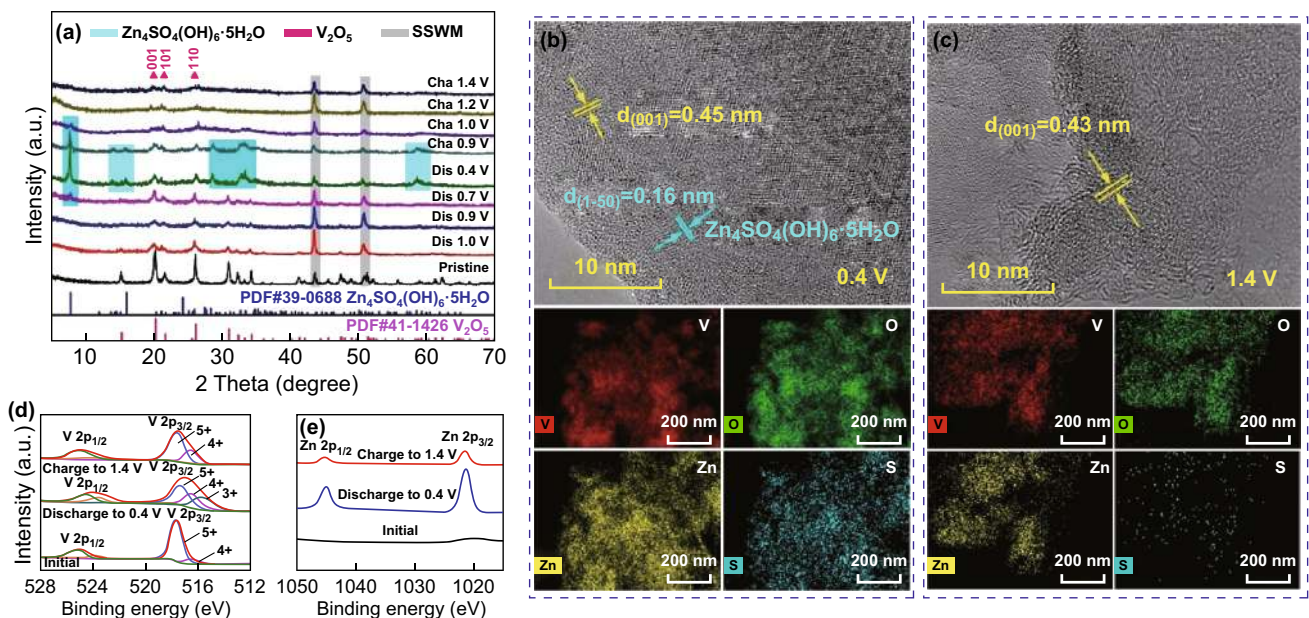 (a)
Zn₄SO₄(OH)₆·5H₂O
V₂O₅
SSWM
001
101
110
Cha 1.4 V
Cha 1.2 V
Cha 1.0 V
Cha 0.9 V
Dis 0.4 V
Dis 0.7 V
Dis 0.9 V
Dis 1.0 V
Pristine
PDF#39-0688 Zn₄SO₄(OH)₆·5H₂O
PDF#41-1426 V₂O₅
Intensity (a.u.)
10 20 30 40 50 60 70
2 Theta (degree)
(b)
d(001)=0.45 nm
d(1-50)=0.16 nm
Zn₄SO₄(OH)₆·5H₂O
10 nm
0.4 V
V
V
200 nm
O
O
200 nm
Zn
Zn
200 nm
S
S
200 nm
(c)
d(001)=0.43 nm
10 nm
1.4 V
V
V
200 nm
O
O
200 nm
Zn
Zn
200 nm
S
S
200 nm
(d)
V 2p₃/₂
V 2p₁/₂
5+
4+
Charge to 1.4 V
V 2p₃/₂
V 2p₁/₂
5+
4+
3+
Discharge to 0.4 V
V 2p₃/₂
V 2p₁/₂
5+
4+
Initial
Intensity (a.u.)
528 524 520 516 512
Binding energy (eV)
(e)
Zn 2p₃/₂
Zn 2p₁/₂
Charge to 1.4 V
Discharge to 0.4 V
Initial
1050 1040 1030 1020
Binding energy (eV)